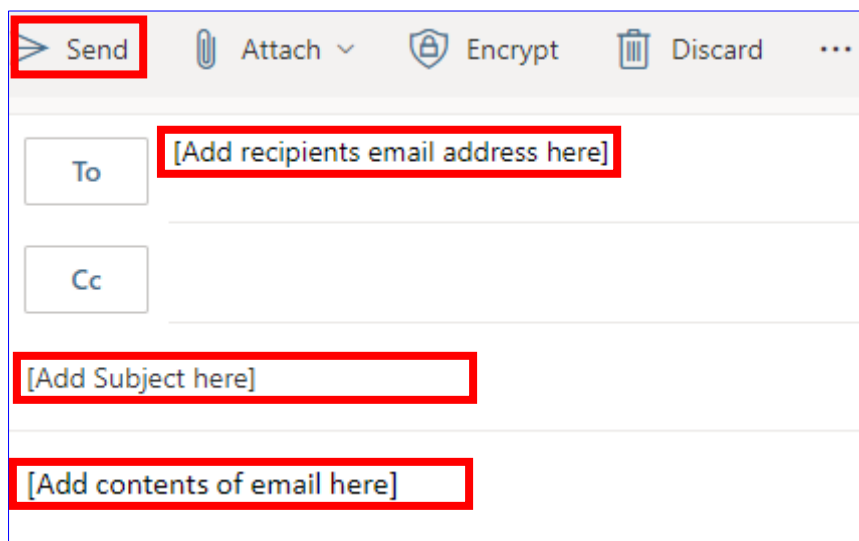 Send Attach Encrypt Discard ...
To [Add recipients email address here]
Cc
[Add Subject here]
[Add contents of email here]